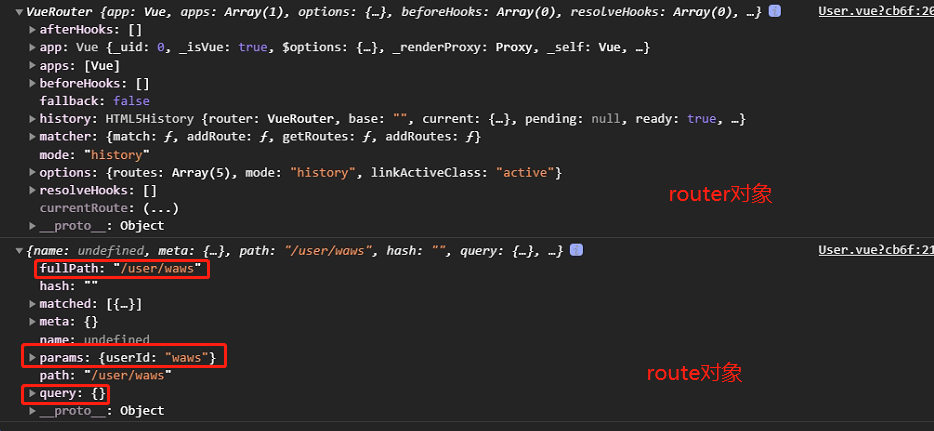 VueRouter {app: Vue, apps: Array(1), options: {…}, beforeHooks: Array(0), resolveHooks: Array(0), …} i User.vue?cb6f:20
afterHooks: []
app: Vue {_uid: 0, _isVue: true, $options: {…}, _renderProxy: Proxy, _self: Vue, …}
apps: [Vue]
beforeHooks: []
fallback: false
history: HTML5History {router: VueRouter, base: "", current: {…}, pending: null, ready: true, …}
matcher: {match: ƒ, addRoute: ƒ, getRoutes: ƒ, addRoutes: ƒ}
mode: "history"
options: {routes: Array(5), mode: "history", linkActiveClass: "active"}
resolveHooks: []
router对象
currentRoute: (...)
__proto__: Object
{name: undefined, meta: {…}, path: "/user/waws", hash: "", query: {…}, …} i User.vue?cb6f:21
fullPath: "/user/waws"
hash: ""
matched: [{…}]
meta: {}
name: undefined
params: {userId: "waws"}
path: "/user/waws"
route对象
query: {}
__proto__: Object